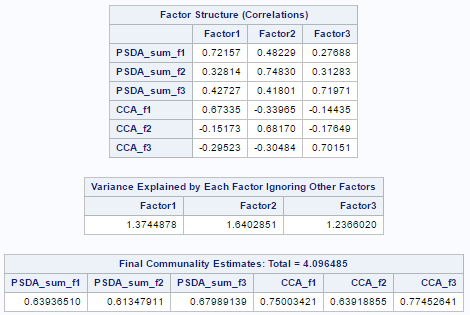 Factor Structure (Correlations)
Factor1 Factor2 Factor3
PSDA_sum_f1 0.72157 0.48229 0.27688
PSDA_sum_f2 0.32814 0.74830 0.31283
PSDA_sum_f3 0.42727 0.41801 0.71971
CCA_f1 0.67335 -0.33965 -0.14435
CCA_f2 -0.15173 0.68170 -0.17649
CCA_f3 -0.29523 -0.30484 0.70151
Variance Explained by Each Factor Ignoring Other Factors
Factor1 Factor2 Factor3
1.3744878 1.6402851 1.2366020
Final Communality Estimates: Total = 4.096485
PSDA_sum_f1 PSDA_sum_f2 PSDA_sum_f3 CCA_f1 CCA_f2 CCA_f3
0.63936510 0.61347911 0.67989139 0.75003421 0.63918855 0.77452641